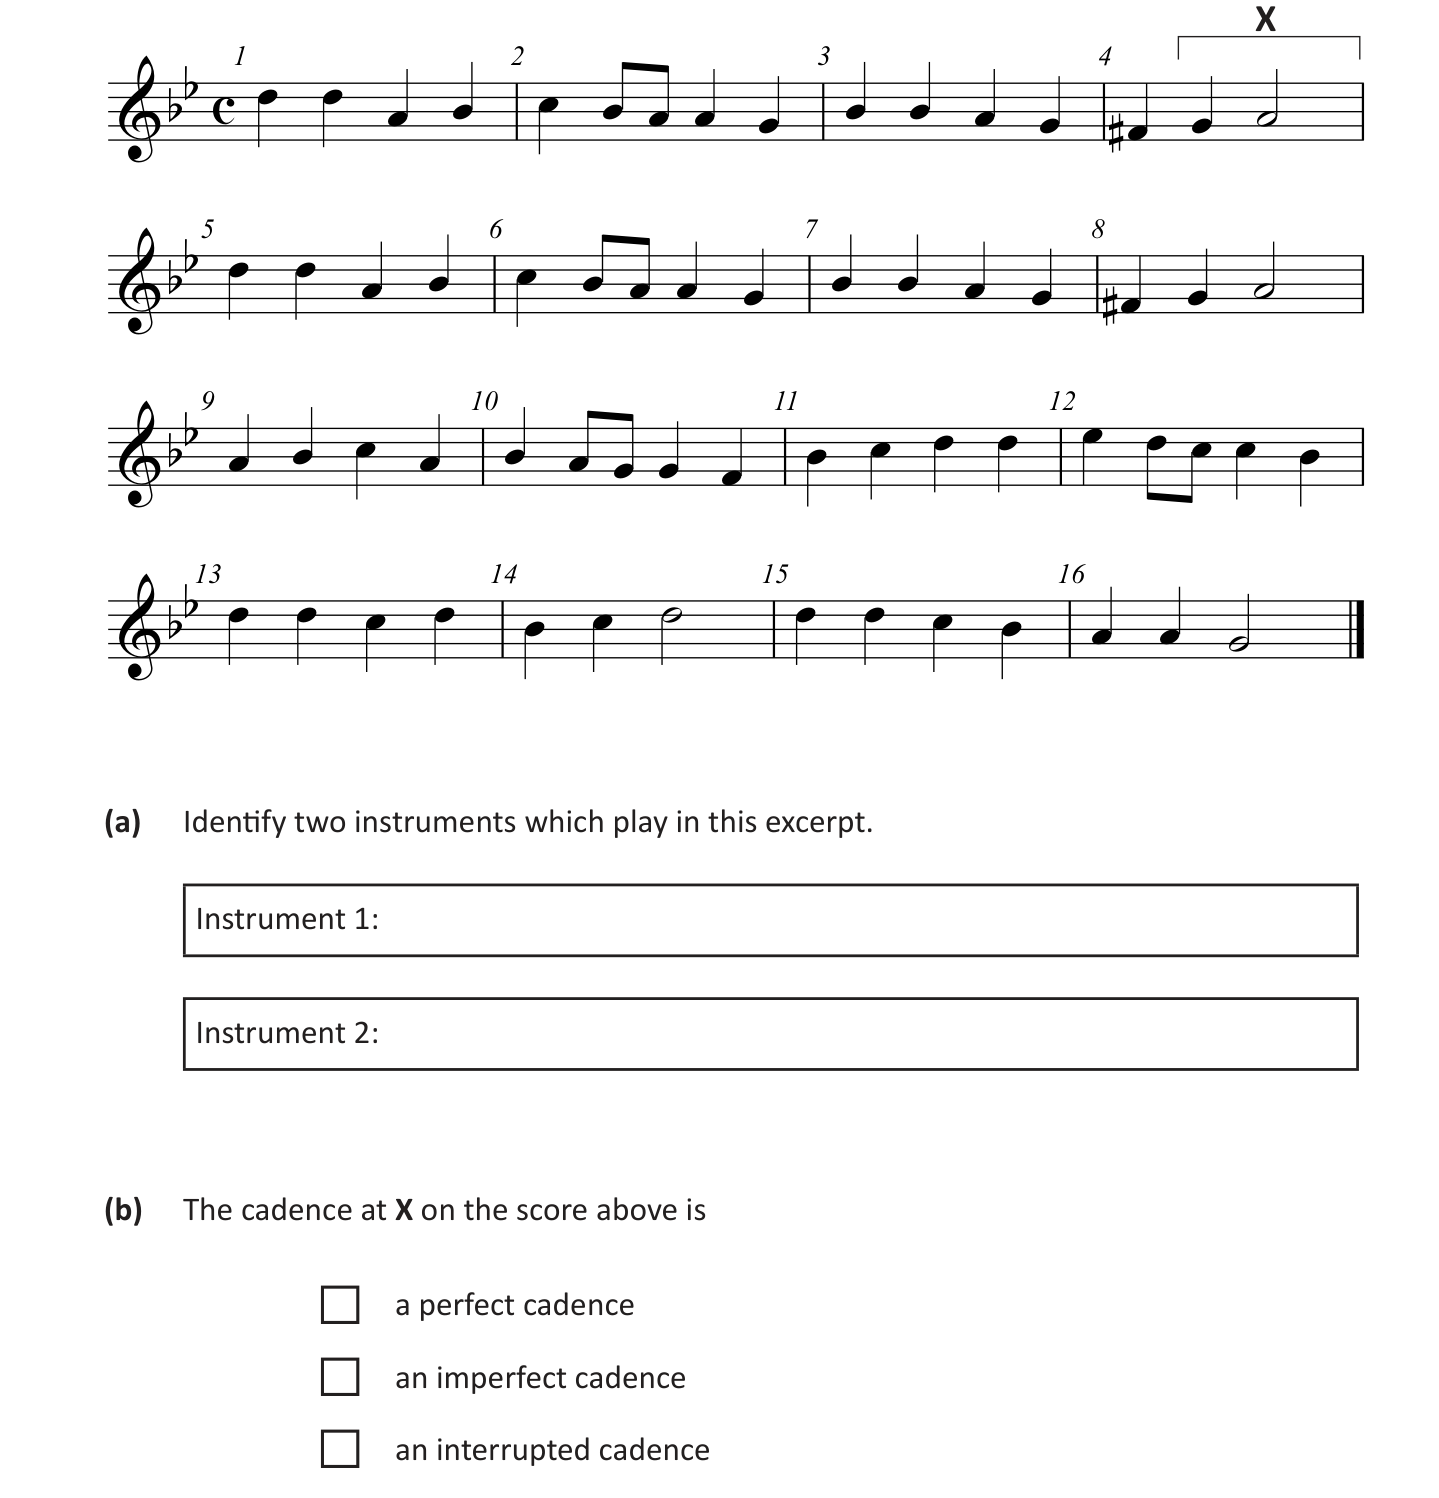 X
1 2 3 4
5 6 7 8
9 10 11 12
13 14 15 16
(a) Identify two instruments which play in this excerpt.
Instrument 1:
Instrument 2:
(b) The cadence at X on the score above is
a perfect cadence
an imperfect cadence
an interrupted cadence